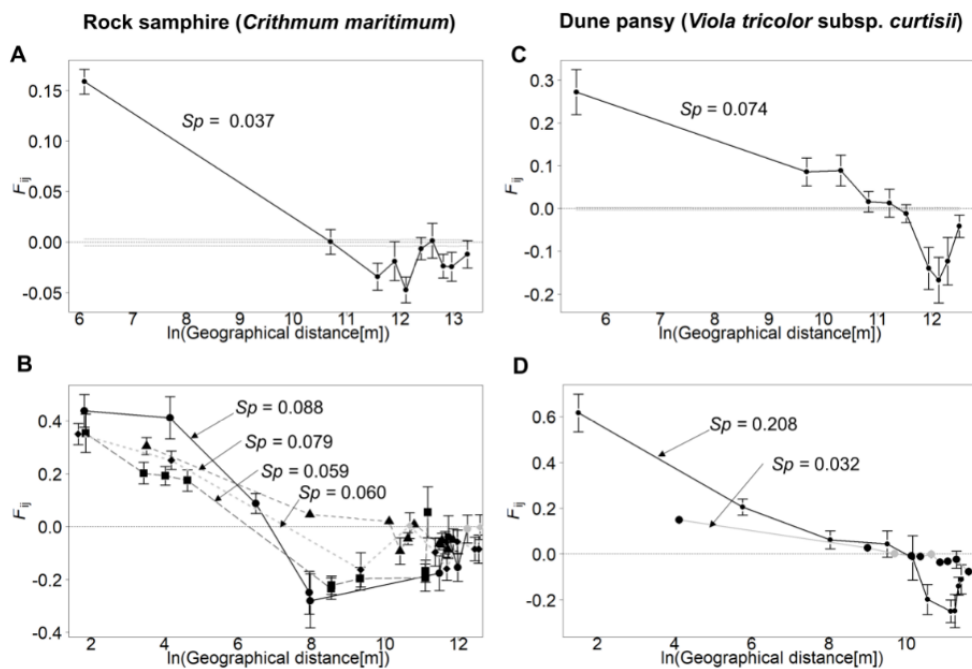 Rock samphire (Crithmum maritimum)
Dune pansy (Viola tricolor subsp. curtisii)
A
0.15
0.10
0.05
0.00
-0.05
Fij
Sp = 0.037
6 7 8 9 10 11 12 13
ln(Geographical distance[m])
C
0.3
0.2
0.1
0.0
-0.1
-0.2
Fij
Sp = 0.074
6 7 8 9 10 11 12
ln(Geographical distance[m])
B
0.4
0.2
0.0
-0.2
-0.4
Fij
Sp = 0.088
Sp = 0.079
Sp = 0.059
Sp = 0.060
2 4 6 8 10 12
ln(Geographical distance[m])
D
0.6
0.4
0.2
0.0
-0.2
Fij
Sp = 0.208
Sp = 0.032
2 4 6 8 10
ln(Geographical distance[m])